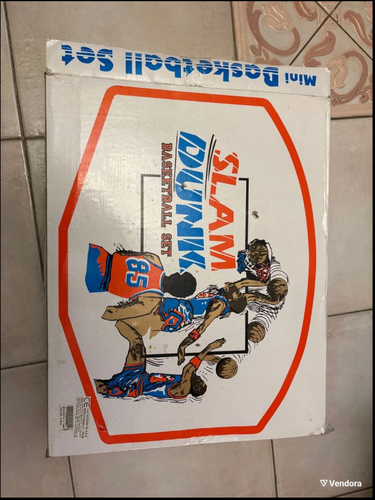 Mini Basketball Set
SLAM
DUNK
BASKETBALL SET
85
Vendora